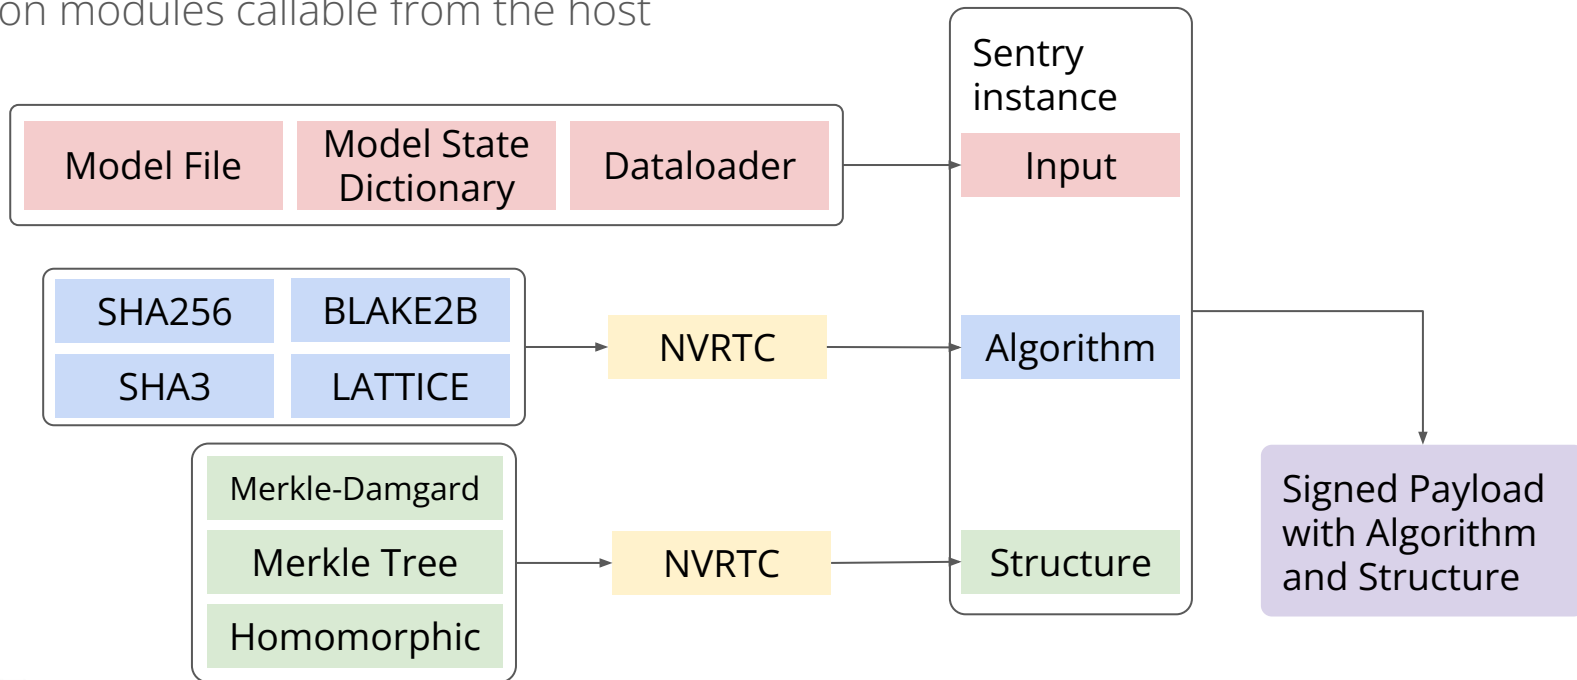 on modules callable from the host
Sentry
instance
Model File
Model State
Dictionary
Dataloader
Input
SHA256
BLAKE2B
SHA3
LATTICE
NVRTC
Algorithm
Merkle-Damgard
Merkle Tree
Homomorphic
NVRTC
Structure
Signed Payload
with Algorithm
and Structure